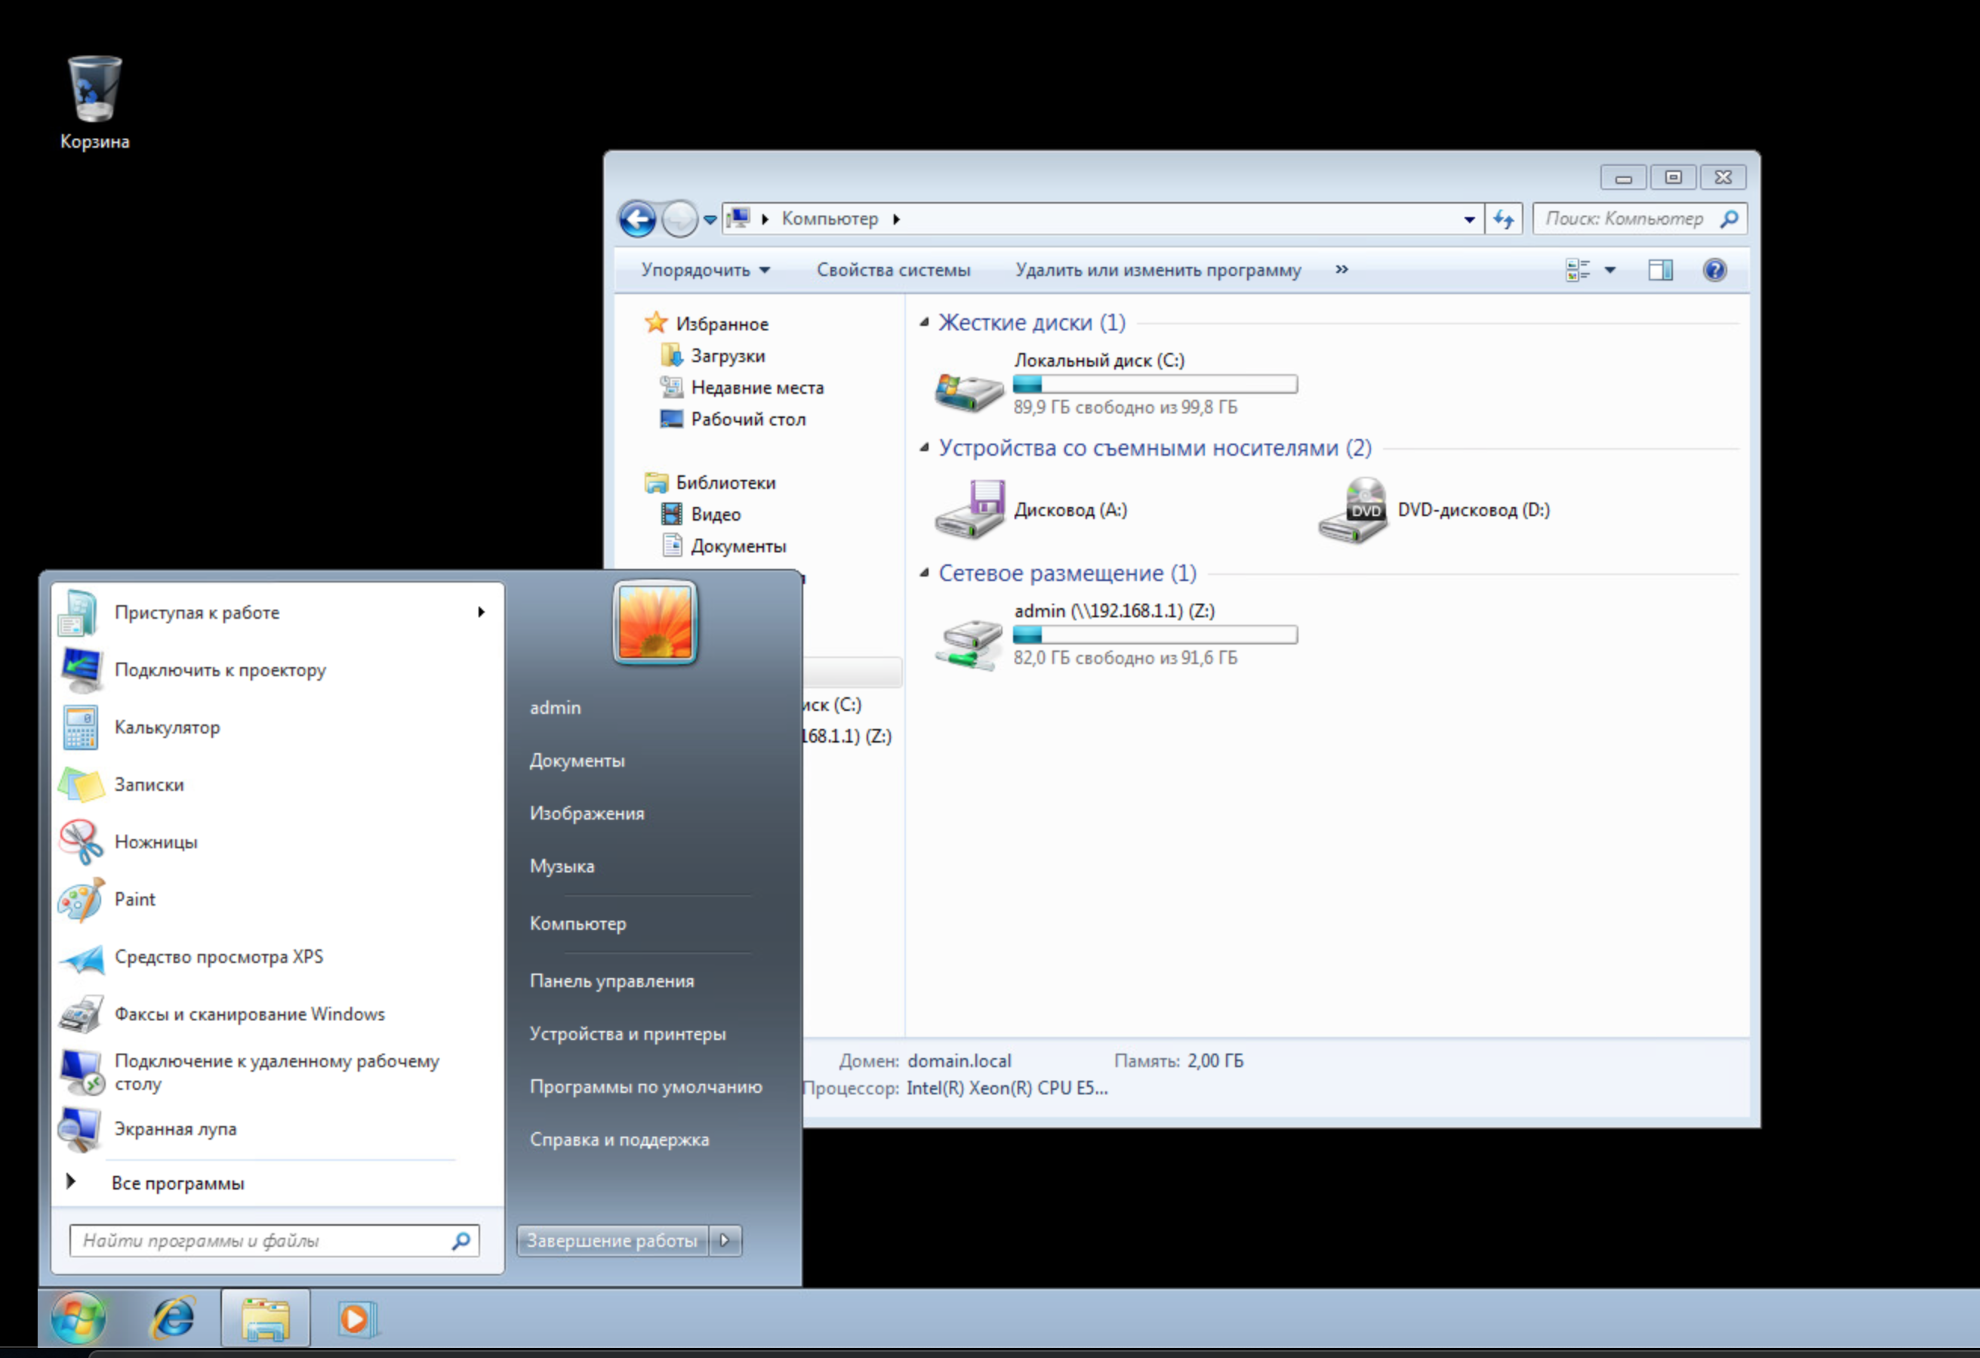 Корзина
Компьютер
Поиск: Компьютер
Упорядочить
Свойства системы
Удалить или изменить программу
»
Избранное
Загрузки
Недавние места
Рабочий стол
Библиотеки
Видео
Документы
Жесткие диски (1)
Локальный диск (C:)
89,9 ГБ свободно из 99,8 ГБ
Устройства со съемными носителями (2)
Дисковод (A:)
DVD
DVD-дисковод (D:)
Сетевое размещение (1)
admin (\\192.168.1.1) (Z:)
82,0 ГБ свободно из 91,6 ГБ
(C:)
168.1.1) (Z:)
Домен: domain.local
Память: 2,00 ГБ
Процессор: Intel(R) Xeon(R) CPU E5...
Приступая к работе
Подключить к проектору
Калькулятор
Записки
Ножницы
Paint
Средство просмотра XPS
Факсы и сканирование Windows
Подключение к удаленному рабочему
столу
Экранная лупа
Все программы
Найти программы и файлы
admin
Документы
Изображения
Музыка
Компьютер
Панель управления
Устройства и принтеры
Программы по умолчанию
Справка и поддержка
Завершение работы